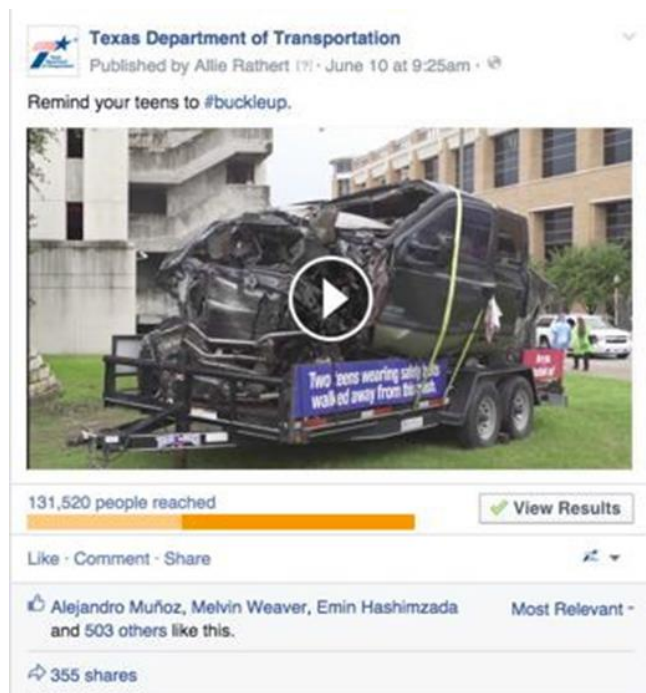 Texas Department of Transportation
Published by Allie Rathert [?] · June 10 at 9:25am ·
Remind your teens to #buckleup.
Two teens wearing safety belts
walked away from this crash.
131,520 people reached
View Results
Like · Comment · Share
Alejandro Muñoz, Melvin Weaver, Emin Hashimzada
Most Relevant
and 503 others like this.
355 shares